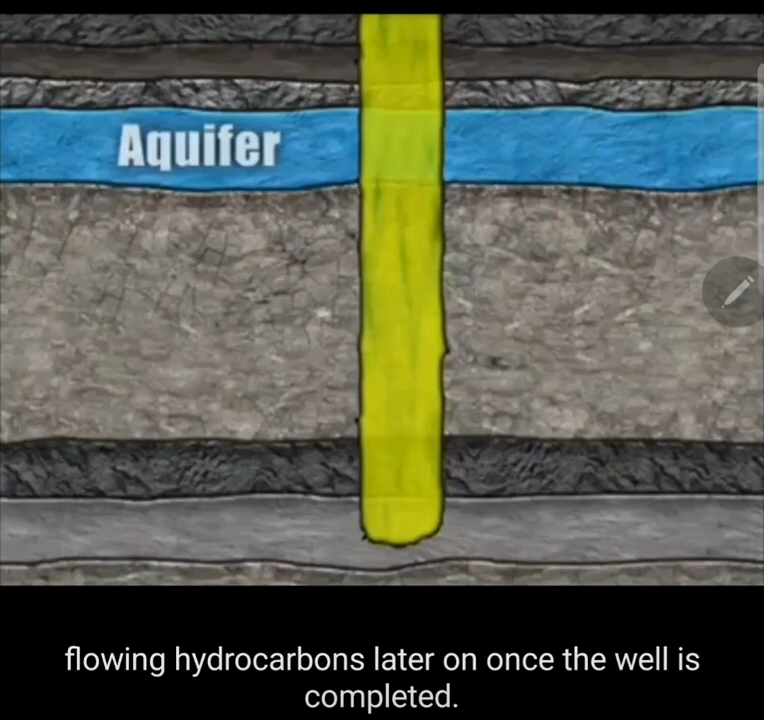 Aquifer
flowing hydrocarbons later on once the well is
completed.